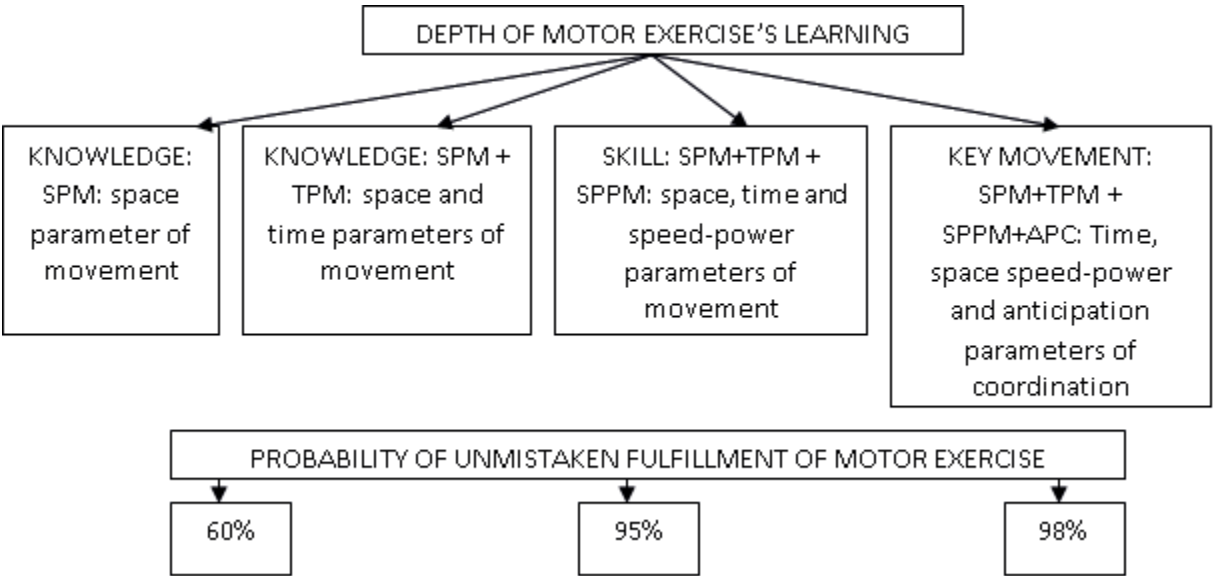 DEPTH OF MOTOR EXERCISE'S LEARNING
KNOWLEDGE:
SPM: space
parameter of
movement
KNOWLEDGE: SPM +
TPM: space and
time parameters of
movement
SKILL: SPM+TPM +
SPPM: space, time and
speed-power
parameters of
movement
KEY MOVEMENT:
SPM+TPM +
SPPM+APC: Time,
space speed-power
and anticipation
parameters of
coordination
PROBABILITY OF UNMISTAKEN FULFILLMENT OF MOTOR EXERCISE
60%
95%
98%